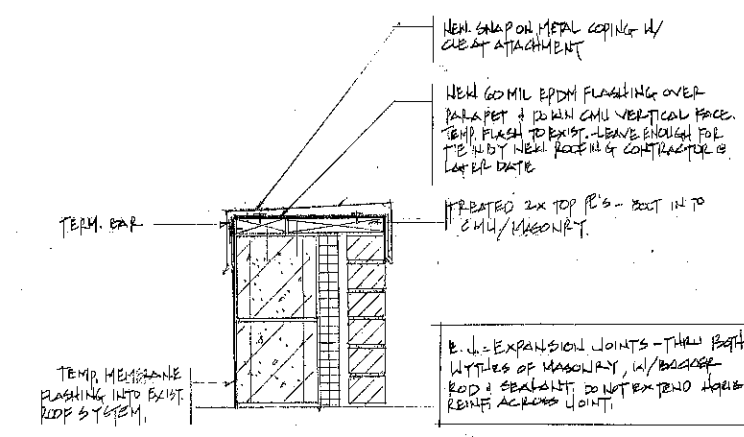 NEW SNAP ON METAL COPING W/
CLEAT ATTACHMENT
NEW 60 MIL EPDM FLASHING OVER
PARAPET & DOWN CMU VERTICAL FACE.
TEMP. FLASH TO EXIST. - LEAVE ENOUGH FOR
TIE IN BY NEW ROOFING CONTRACTOR @
LATER DATE
TREATED 2X TOP PL'S - BOLT INTO
CMU/MASONRY.
TERM. BAR
E.J. = EXPANSION JOINTS - THRU BOTH
WYTHES OF MASONRY, W/ BACKER
ROD & SEALANT, DO NOT EXTEND HORIZ
REINF. ACROSS JOINT.
TEMP. MEMBRANE
FLASHING INTO EXIST.
ROOF SYSTEM.